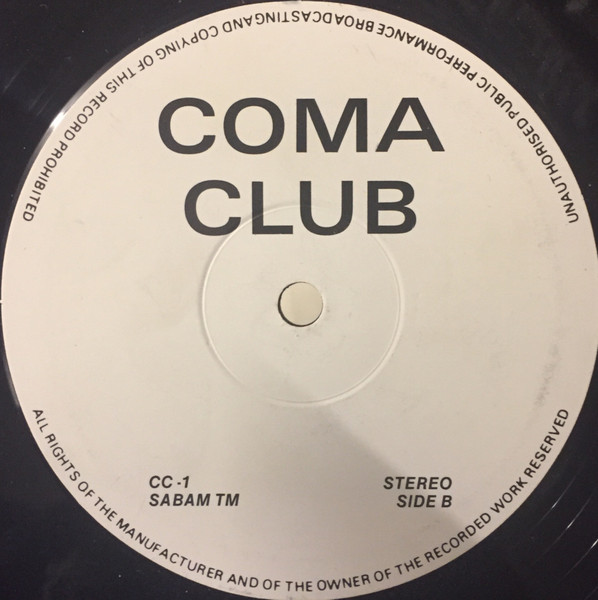 COMA
CLUB
CC-1
SABAM TM
STEREO
SIDE B
ALL RIGHTS OF THE MANUFACTURER AND OF THE OWNER OF THE RECORDED WORK RESERVED
UNAUTHORISED PUBLIC PERFORMANCE BROADCASTINGAND COPYING OF THIS RECORD PROHIBITED